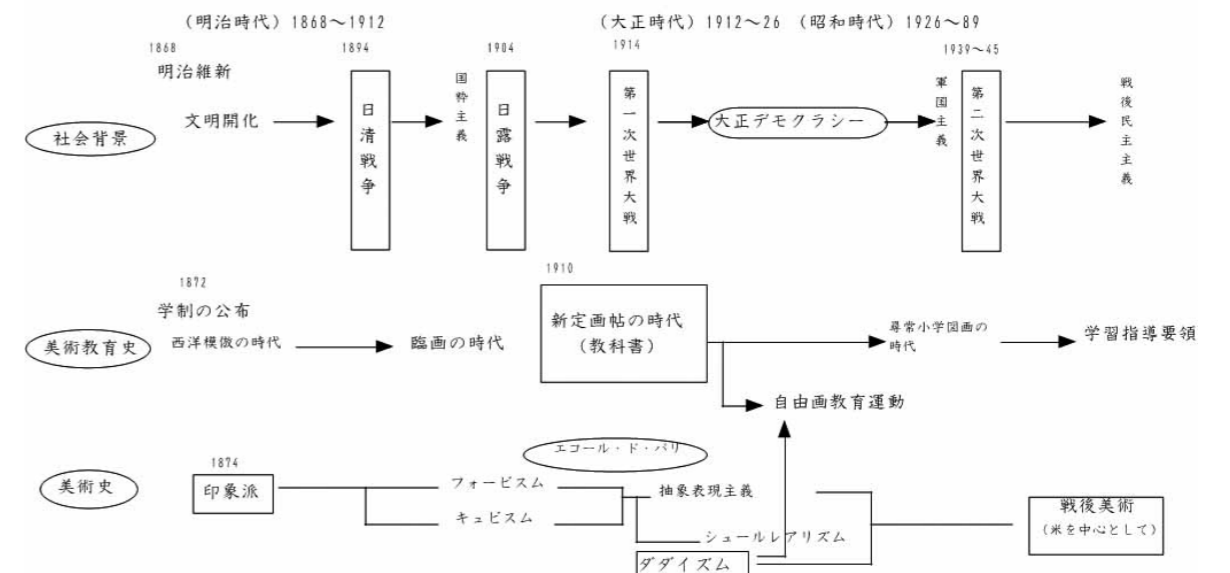 (明治時代) 1868～1912
(大正時代) 1912～26 (昭和時代) 1926～89
1868
1894
1904
1914
1939～45
明治維新
社会背景
文明開化
日清戦争
国粋主義
日露戦争
第一次世界大戦
大正デモクラシー
軍国主義
第二次世界大戦
戦後民主主義
1872
1910
学制の公布
美術教育史
西洋模倣の時代
臨画の時代
新定画帖の時代
(教科書)
尋常小学図画の
時代
学習指導要領
自由画教育運動
エコール・ド・パリ
1874
美術史
印象派
フォービスム
キュビスム
抽象表現主義
シュールレアリズム
ダダイズム
戦後美術
(米を中心として)